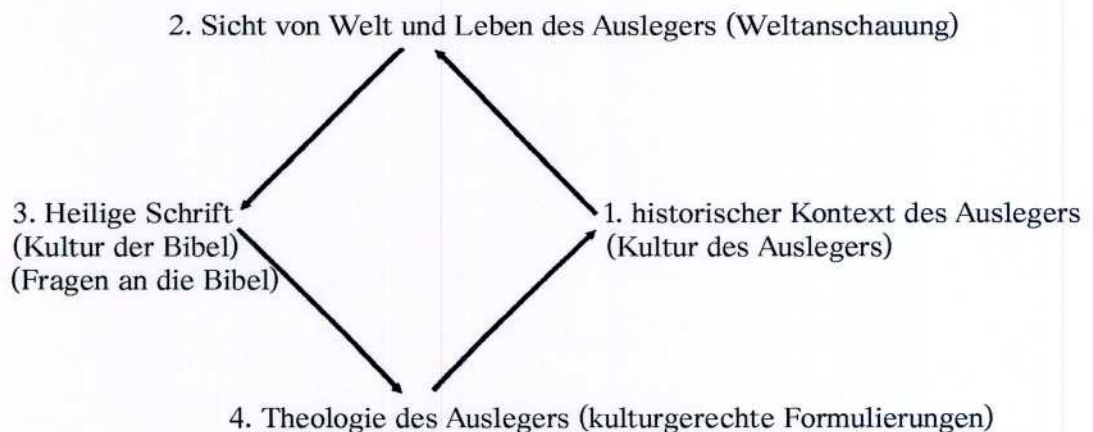 2. Sicht von Welt und Leben des Auslegers (Weltanschauung)
3. Heilige Schrift
(Kultur der Bibel)
(Fragen an die Bibel)
1. historischer Kontext des Auslegers
(Kultur des Auslegers)
4. Theologie des Auslegers (kulturgerechte Formulierungen)